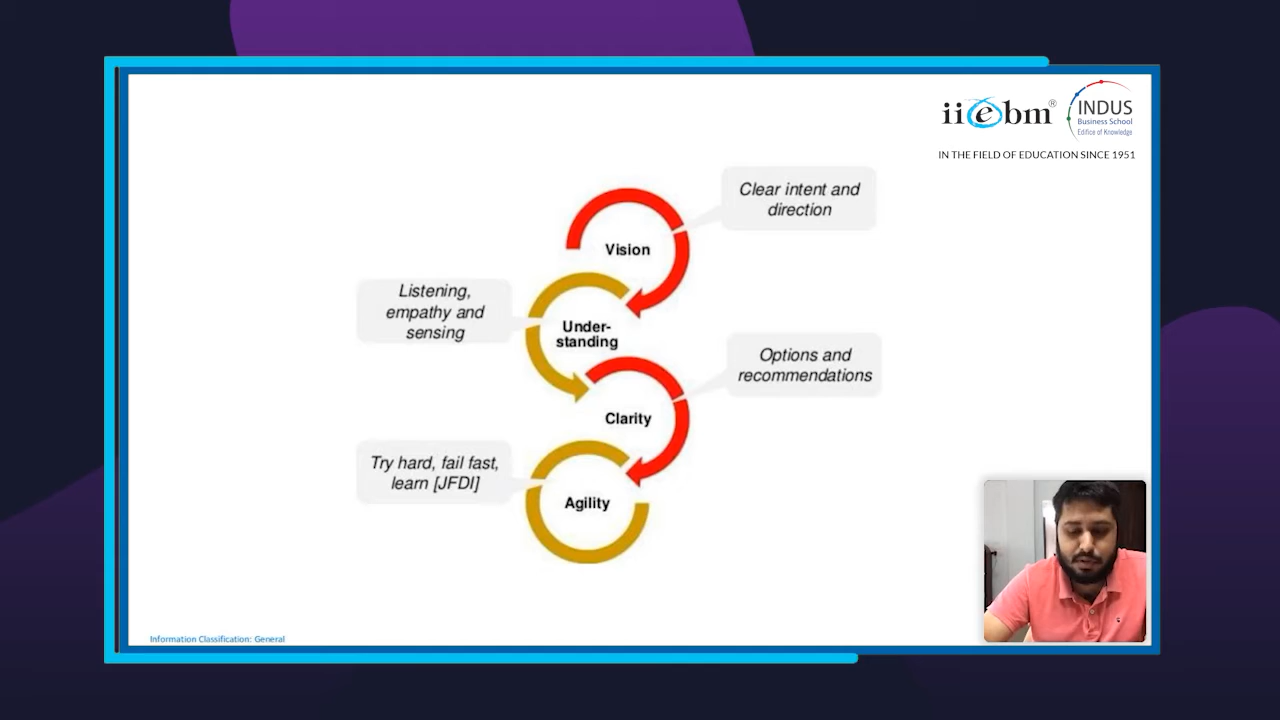 iiebm®
INDUS
Business School
Edifice of Knowledge
IN THE FIELD OF EDUCATION SINCE 1951
Clear intent and
direction
Vision
Listening,
empathy and
sensing
Under-
standing
Options and
recommendations
Clarity
Try hard, fail fast,
learn [JFDI]
Agility
Information Classification: General